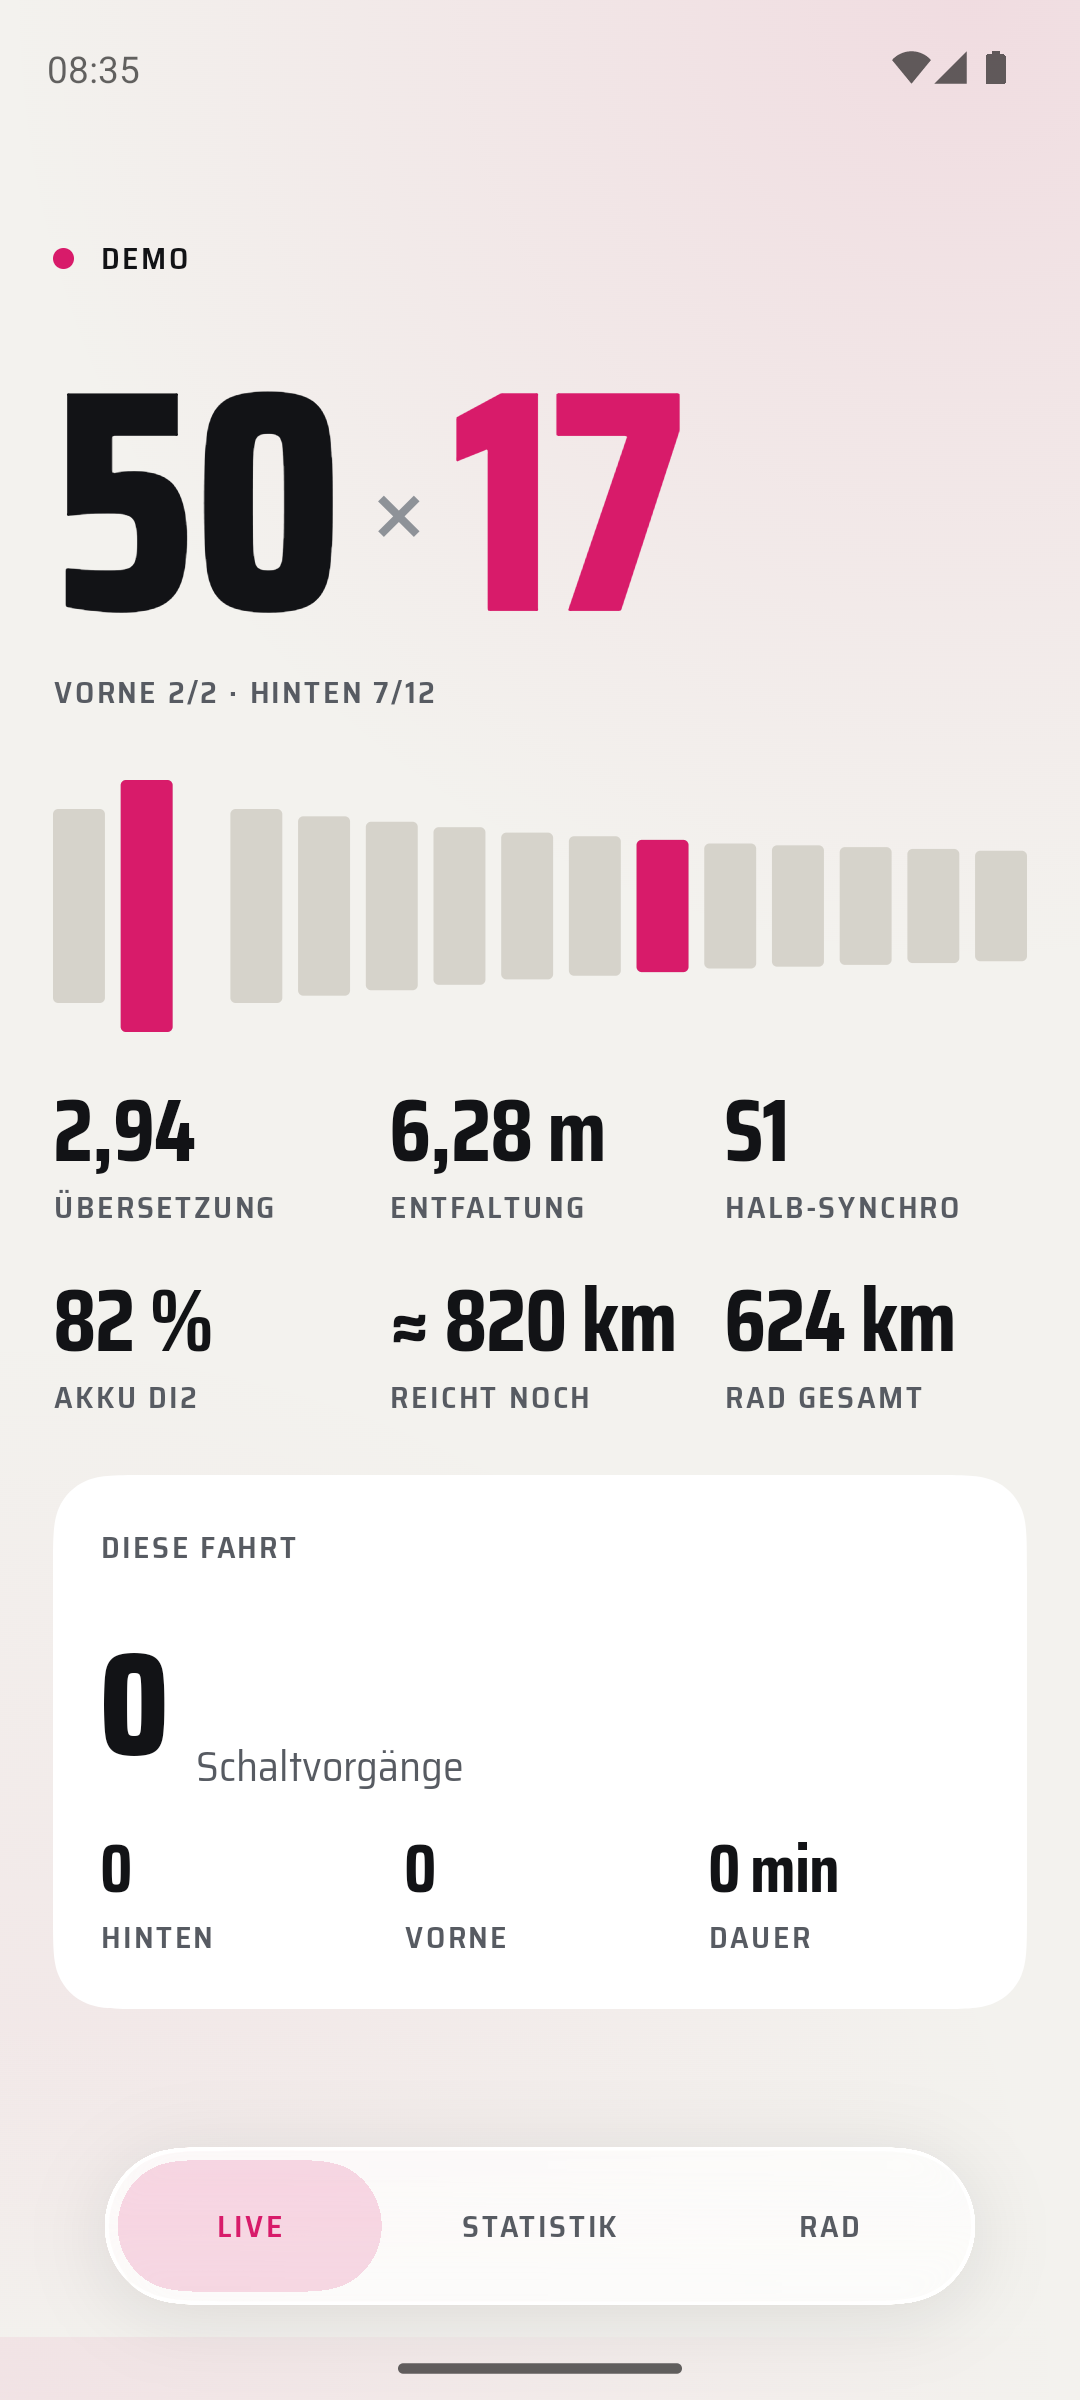 08:35
DEMO
50 × 17
VORNE 2/2 · HINTEN 7/12
2,94 6,28 m S1
ÜBERSETZUNG ENTFALTUNG HALB-SYNCHRO
82 % ≈ 820 km 624 km
AKKU DI2 REICHT NOCH RAD GESAMT
DIESE FAHRT
0 Schaltvorgänge
0 0 0 min
HINTEN VORNE DAUER
LIVE STATISTIK RAD